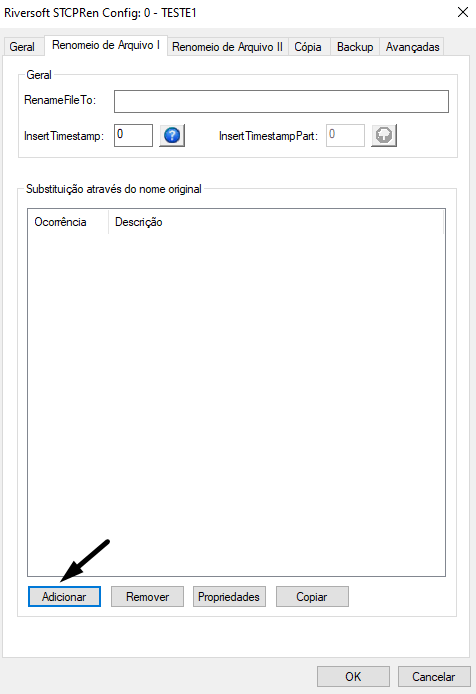 Riversoft STCPRen Config: 0 - TESTE1
Geral Renomeio de Arquivo I Renomeio de Arquivo II Cópia Backup Avançadas
Geral
RenameFileTo:
InsertTimestamp: 0 ? InsertTimestampPart: 0
Substituição através do nome original
Ocorrência Descrição
Adicionar Remover Propriedades Copiar
OK Cancelar